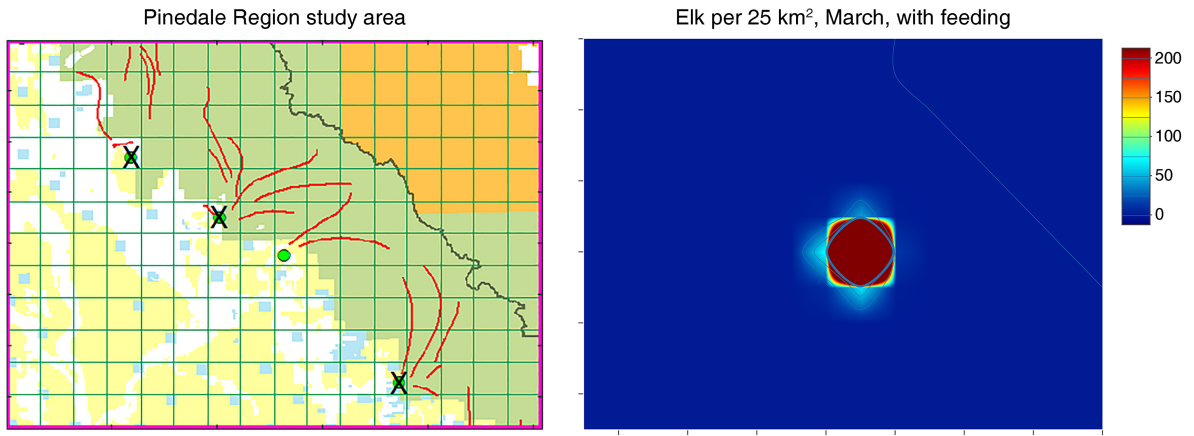 Pinedale Region study area
Elk per 25 km², March, with feeding
X
X
X
200
150
100
50
0